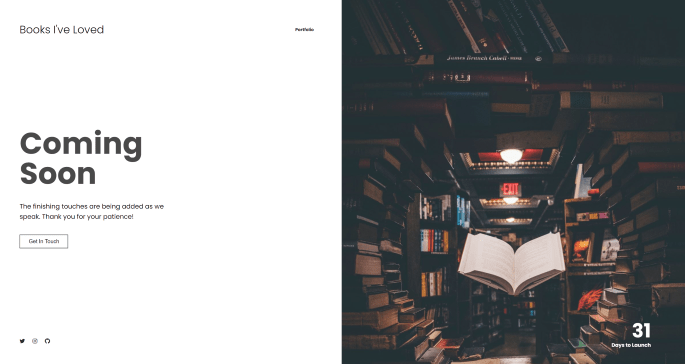 Books I've Loved
Portfolio
Coming
Soon
The finishing touches are being added as we
speak. Thank you for your patience!
Get In Touch
James Branch Cabell
EXIT
31
Days to Launch